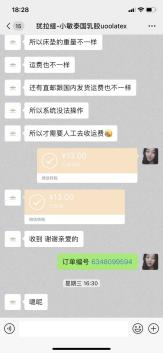 18:28
15
犹拉缇-小敏泰国乳胶uoolatex
所以床垫的重量不一样
运费也不一样
还有直邮跟国内发货运费也不一样
所以系统没法操作
所以才需要人工去收运费
¥13.00
¥13.00
收到 谢谢亲爱的
订单编号 6348099594
星期三 16:30
嗯呢